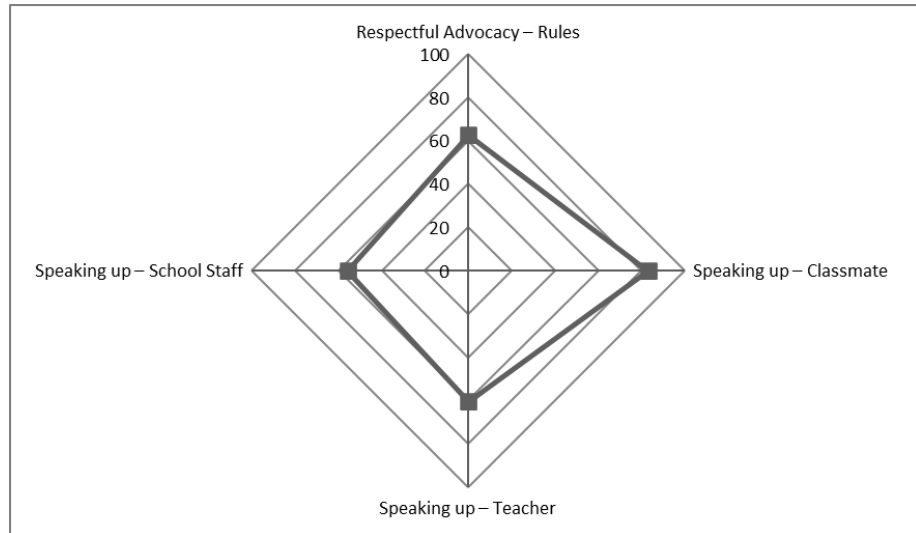 Respectful Advocacy – Rules
100
80
60
40
20
0
Speaking up – School Staff
Speaking up – Classmate
Speaking up – Teacher